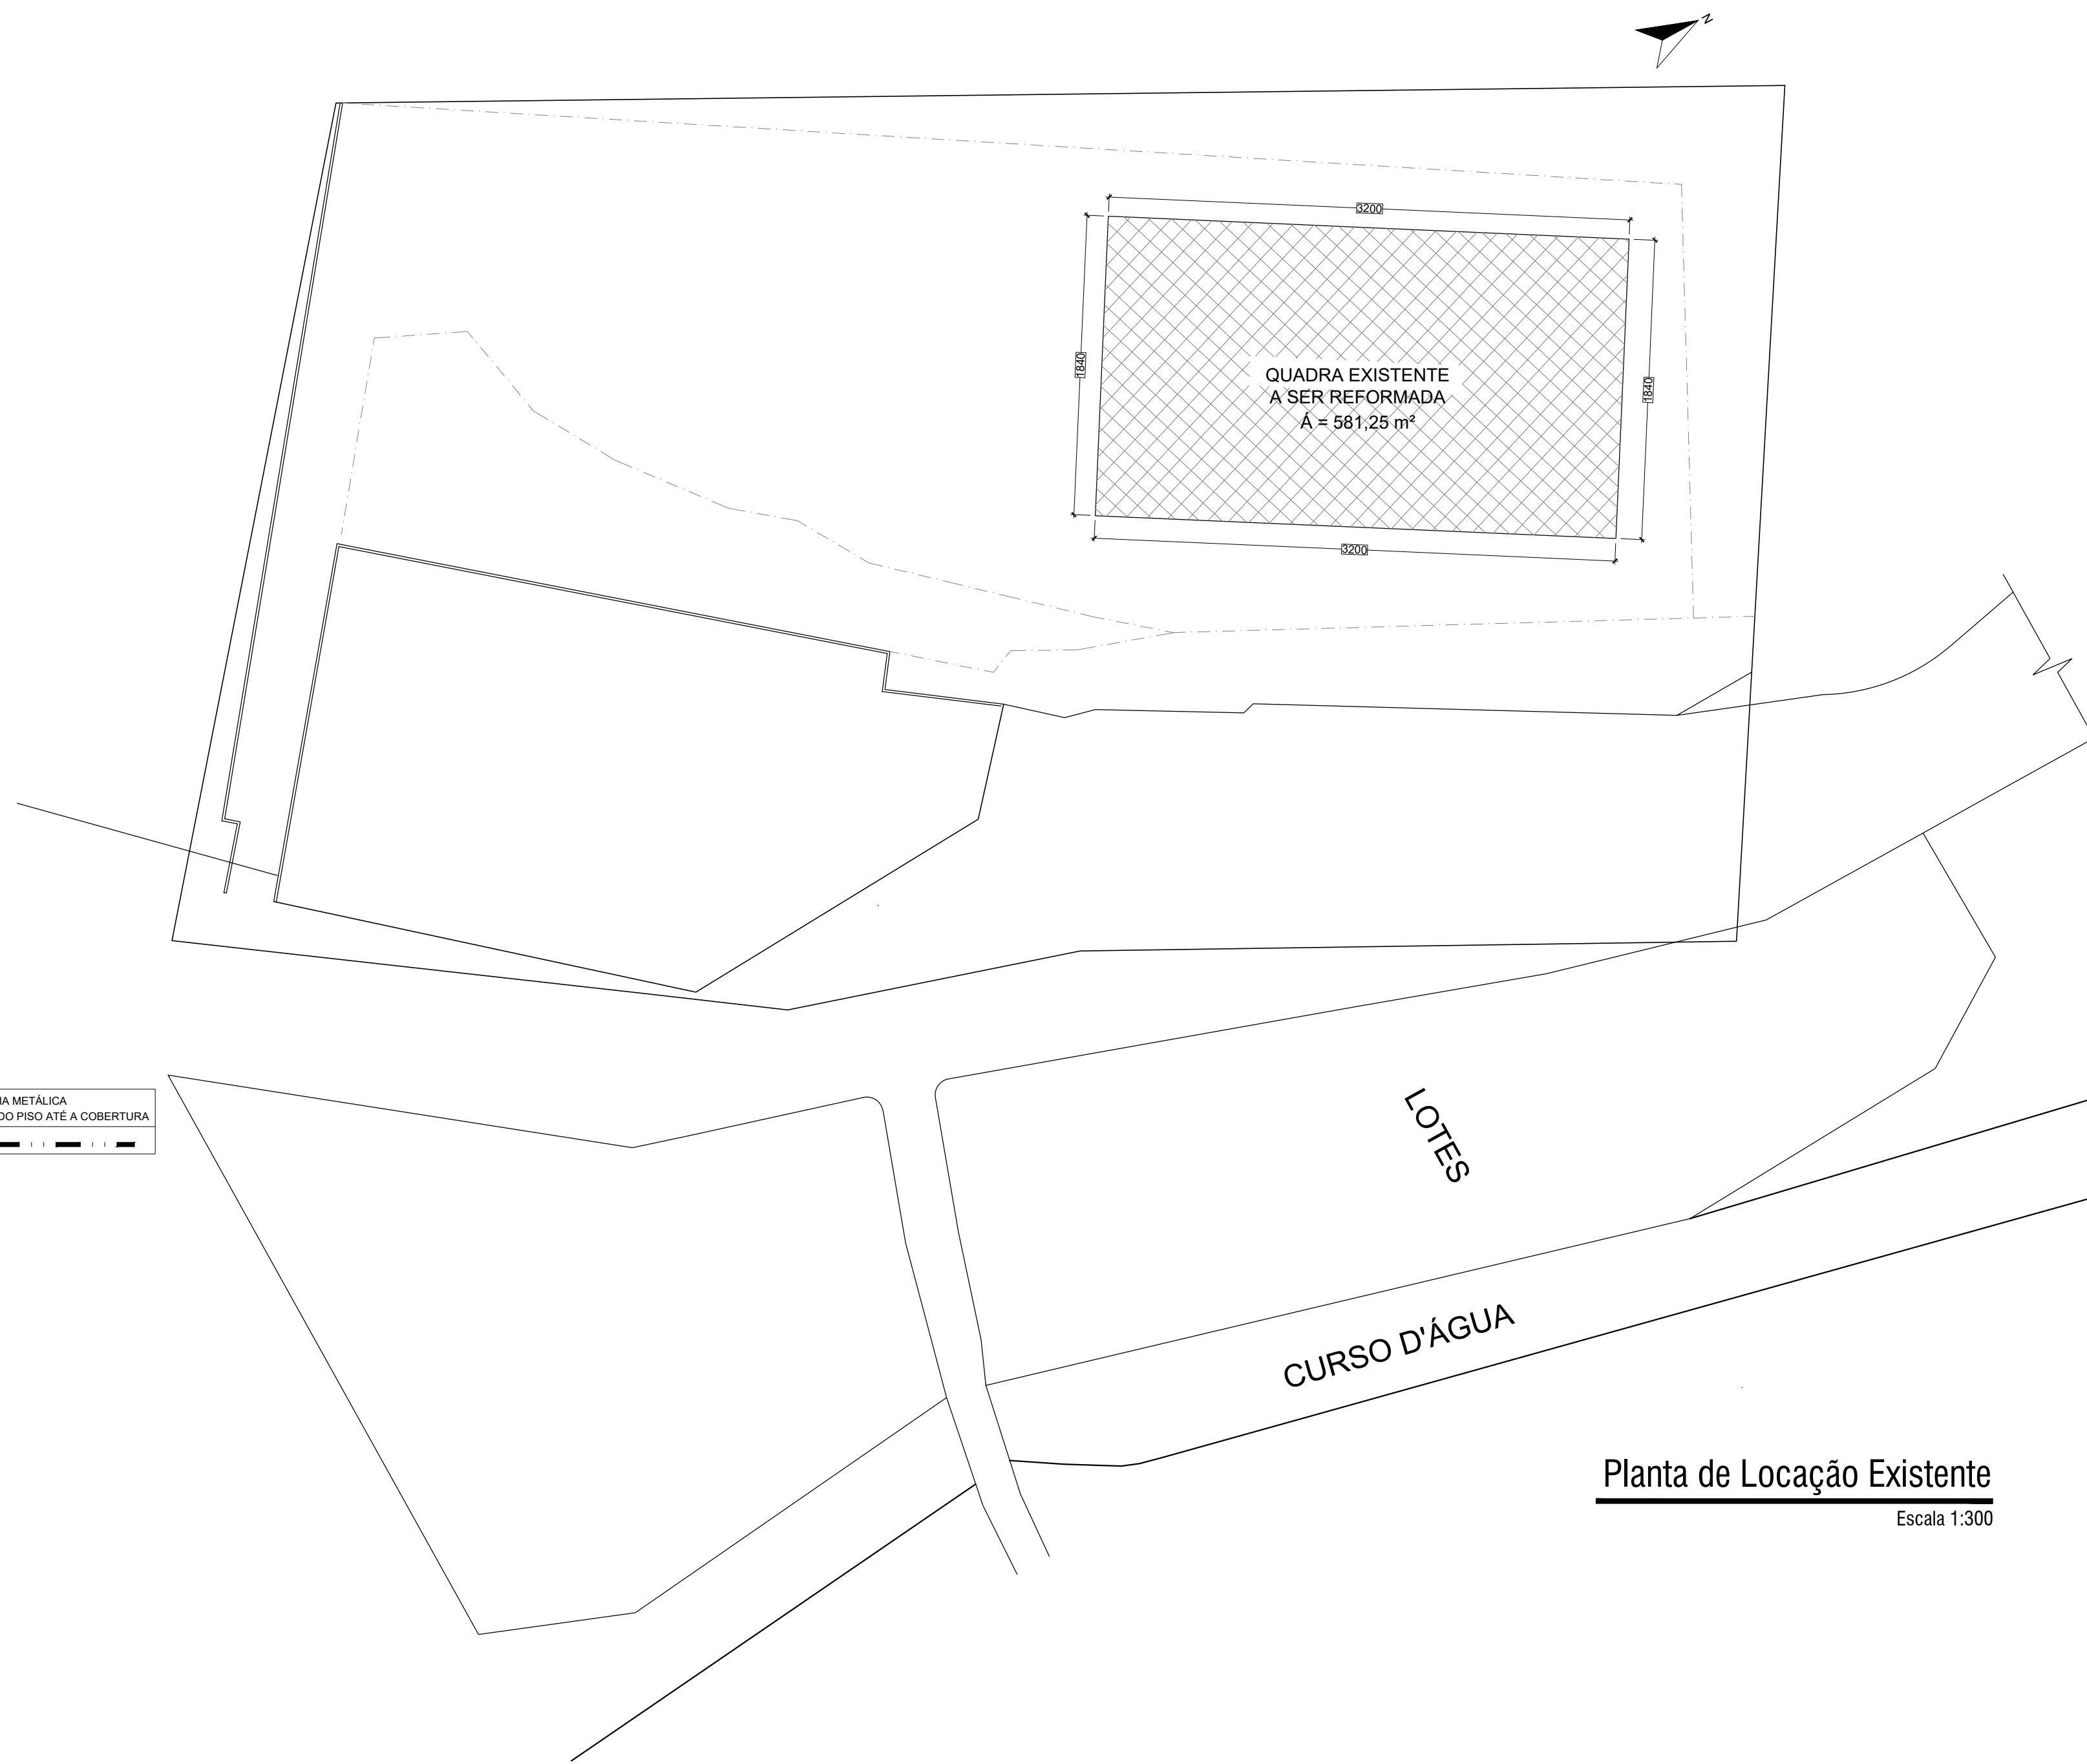 N
3200
1840
QUADRA EXISTENTE
A SER REFORMADA
Á = 581,25 m²
1840
3200
METÁLICA
DO PISO ATÉ A COBERTURA
LOTES
CURSO D'ÁGUA
Planta de Locação Existente
Escala 1:300